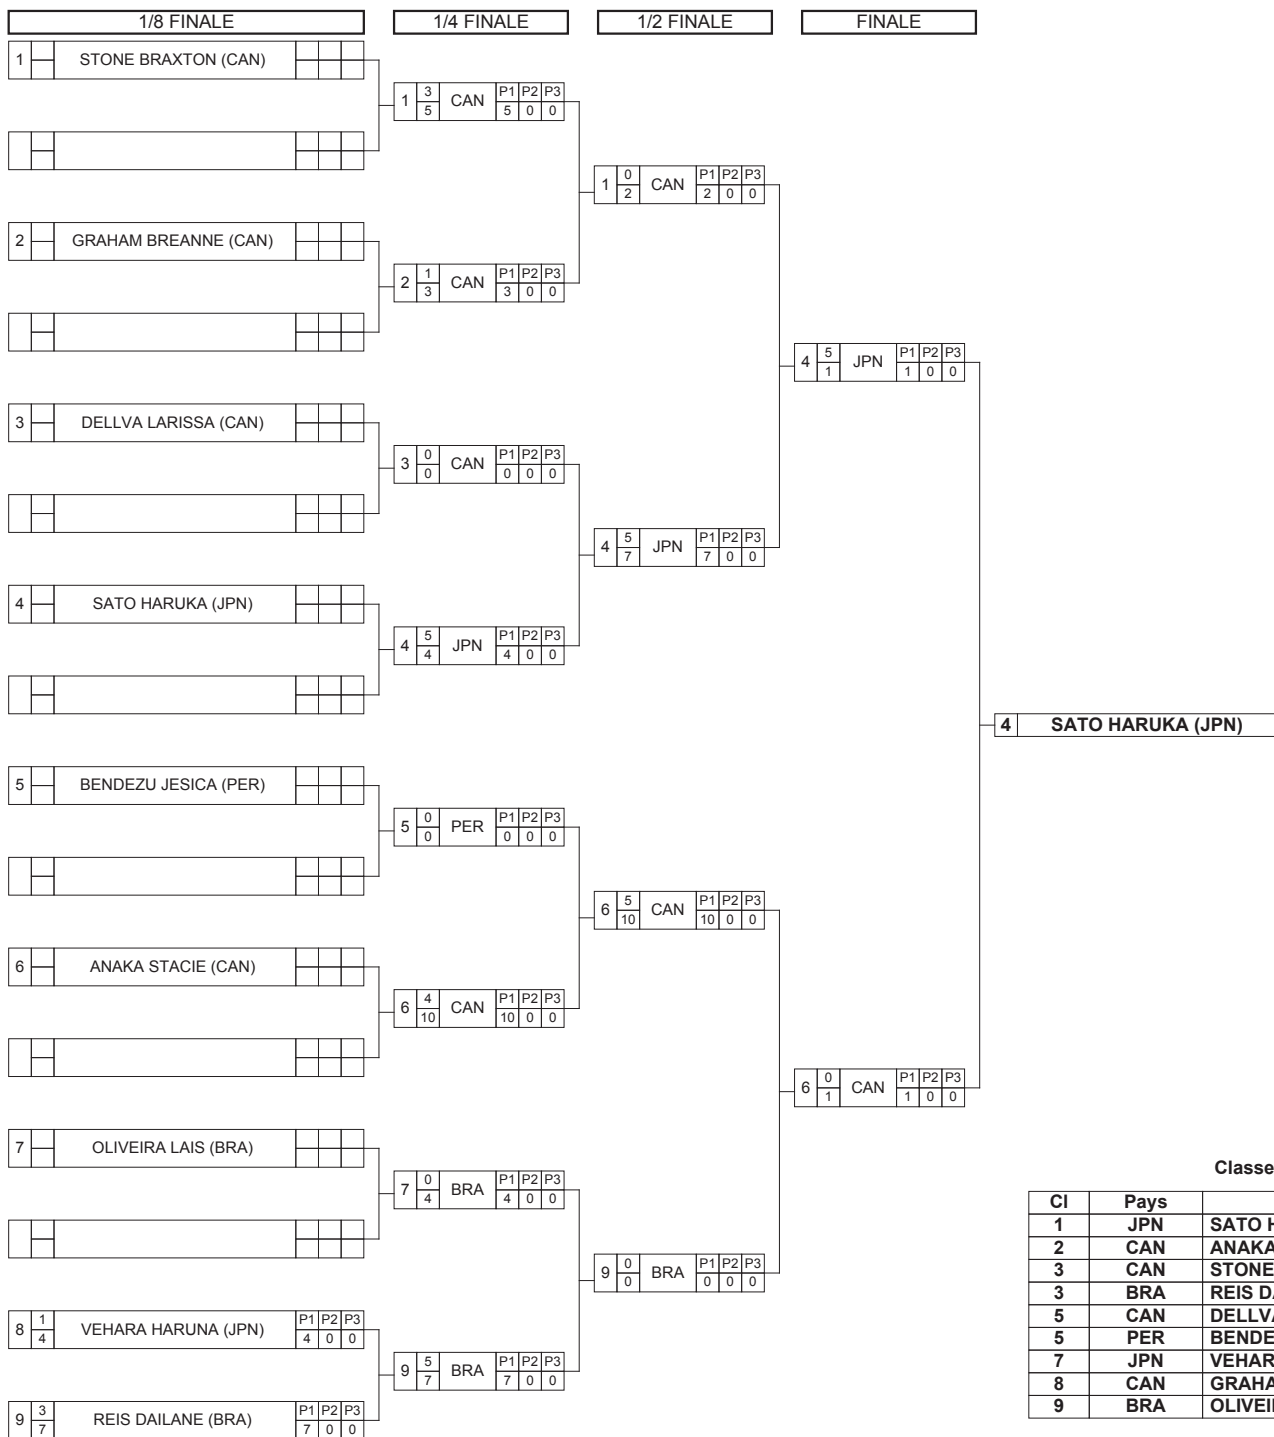 1/8 FINALE 1/4 FINALE 1/2 FINALE FINALE
1 STONE BRAXTON (CAN)
1 3 5 CAN P1 P2 P3 5 0 0
1 0 2 CAN P1 P2 P3 2 0 0
2 GRAHAM BREANNE (CAN)
2 1 3 CAN P1 P2 P3 3 0 0
4 5 1 JPN P1 P2 P3 1 0 0
3 DELLVA LARISSA (CAN)
3 0 0 CAN P1 P2 P3 0 0 0
4 5 7 JPN P1 P2 P3 7 0 0
4 SATO HARUKA (JPN)
4 5 4 JPN P1 P2 P3 4 0 0
4 SATO HARUKA (JPN)
5 BENDEZU JESICA (PER)
5 0 0 PER P1 P2 P3 0 0 0
6 5 10 CAN P1 P2 P3 10 0 0
6 ANAKA STACIE (CAN)
6 4 10 CAN P1 P2 P3 10 0 0
6 0 1 CAN P1 P2 P3 1 0 0
7 OLIVEIRA LAIS (BRA)
7 0 4 BRA P1 P2 P3 4 0 0
9 0 0 BRA P1 P2 P3 0 0 0
8 1 4 VEHARA HARUNA (JPN) P1 P2 P3 4 0 0
9 5 7 BRA P1 P2 P3 7 0 0
9 3 7 REIS DAILANE (BRA) P1 P2 P3 7 0 0
Classe
Cl Pays
1 JPN SATO H
2 CAN ANAKA
3 CAN STONE
3 BRA REIS DA
5 CAN DELLVA
5 PER BENDE
7 JPN VEHAR
8 CAN GRAHA
9 BRA OLIVEI